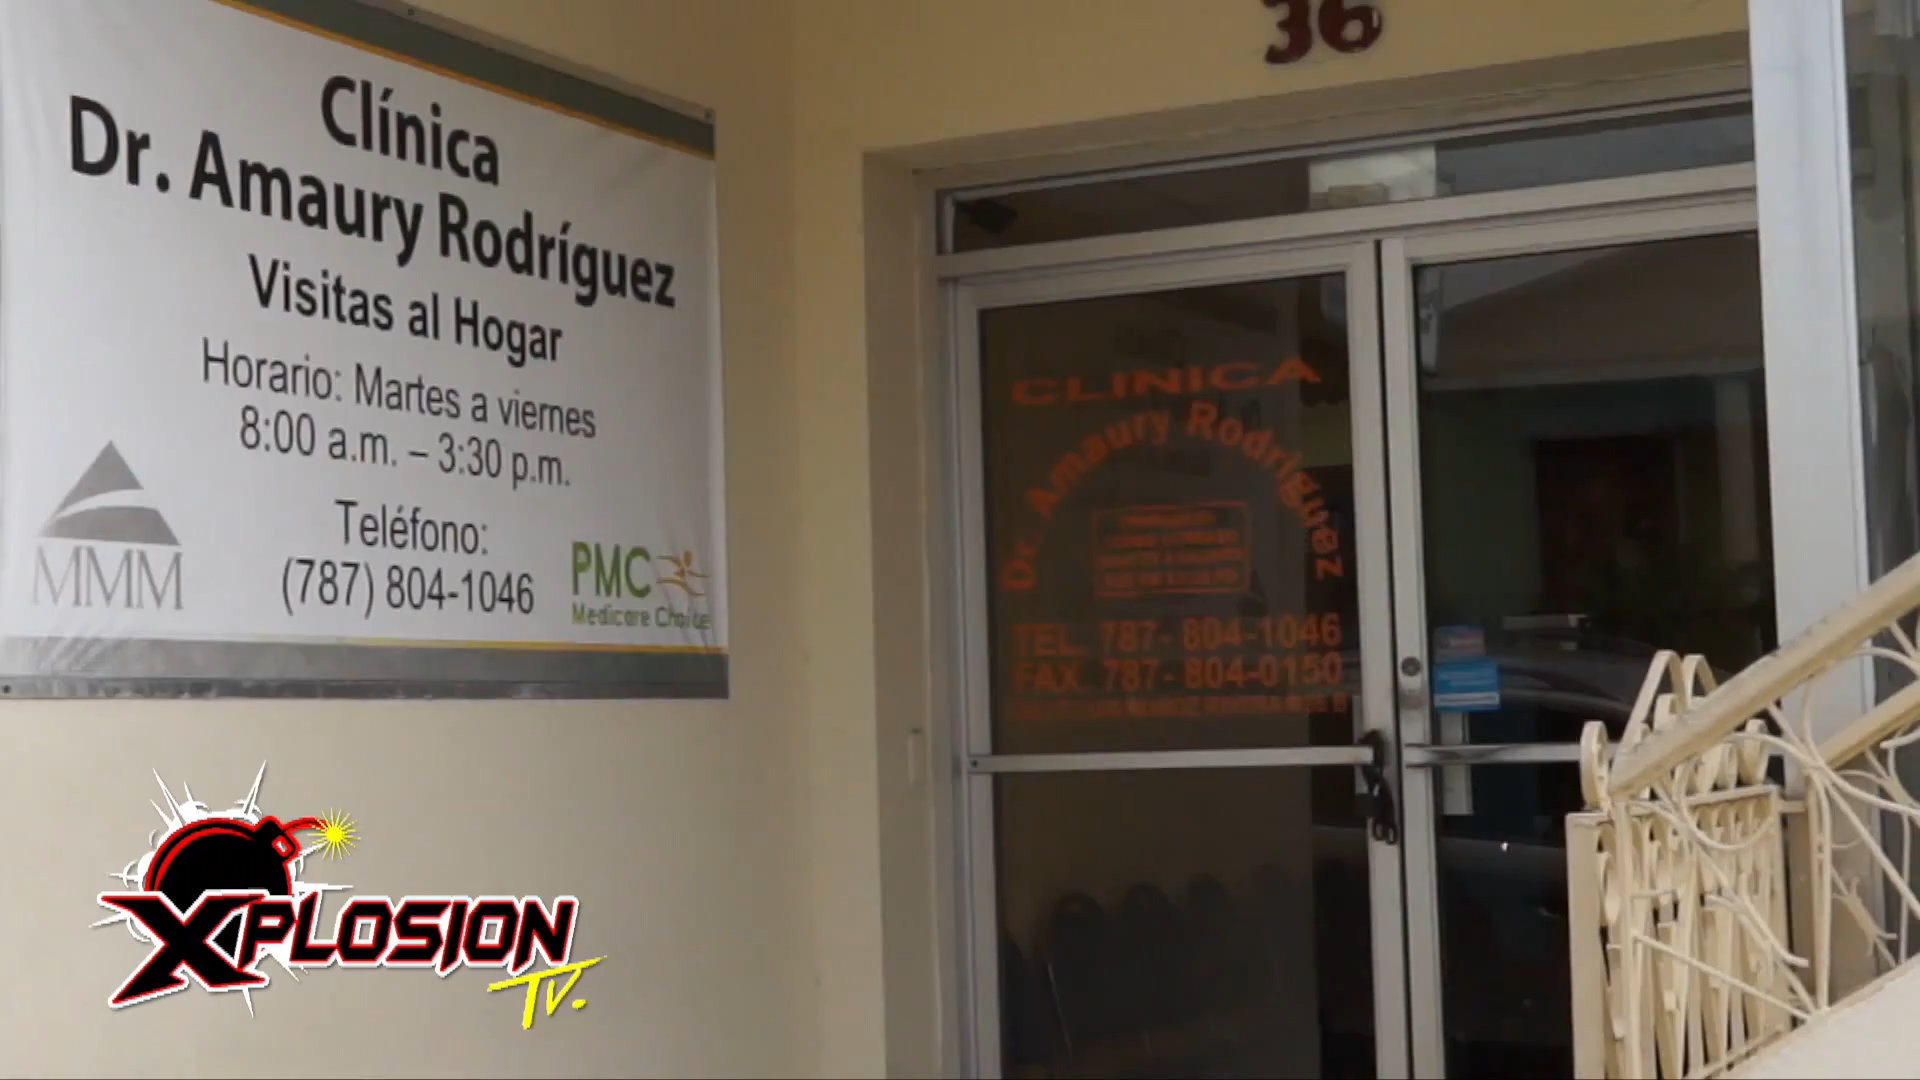 36
Clínica
Dr. Amaury Rodríguez
Visitas al Hogar
Horario: Martes a viernes
8:00 a.m. – 3:30 p.m.
Teléfono:
(787) 804-1046
MMM
PMC
Medicare Choice
CLINICA
Dr. Amaury Rodriguez
TEL. 787- 804-1046
FAX. 787- 804-0150
XPLOSION
TV.